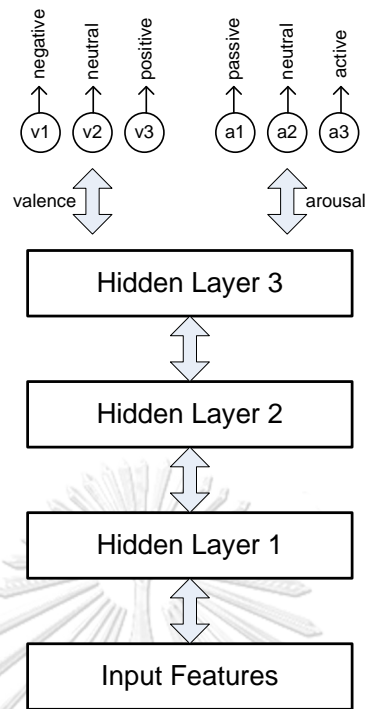 negative neutral positive passive neutral active
v1 v2 v3 a1 a2 a3
valence arousal
Hidden Layer 3
Hidden Layer 2
Hidden Layer 1
Input Features